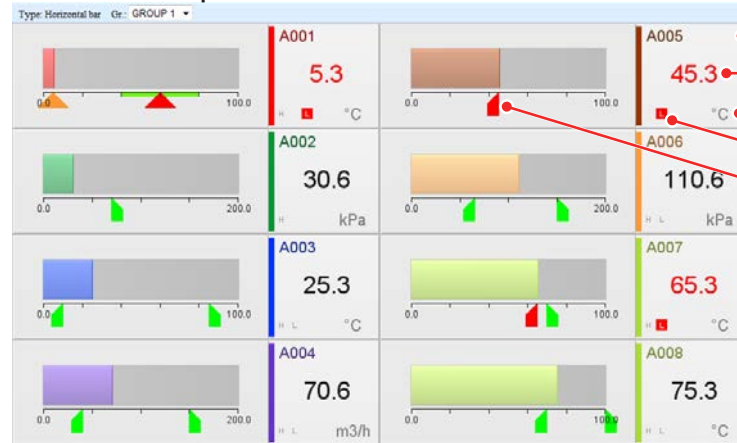 Type: Horizontal bar Gr.: GROUP 1
A001
5.3
0.0 100.0
H L °C
A005
45.3
0.0 100.0
L °C
A002
30.6
0.0 200.0
H kPa
A006
110.6
0.0 200.0
H L kPa
A003
25.3
0.0 100.0
H L °C
A007
65.3
0.0 100.0
H L °C
A004
70.6
0.0 200.0
H L m3/h
A008
75.3
0.0 100.0
H L °C